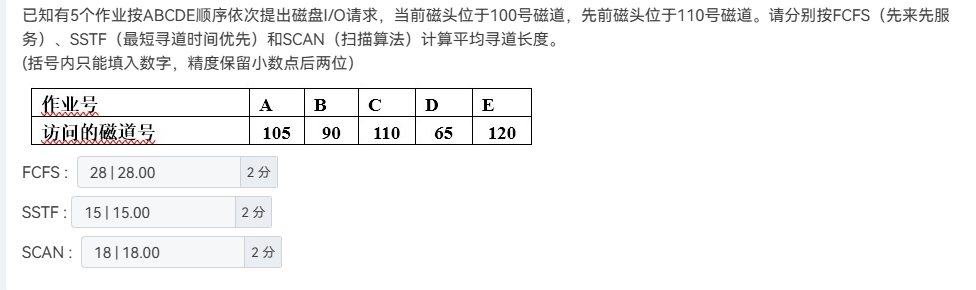 已知有5个作业按ABCDE顺序依次提出磁盘I/O请求，当前磁头位于100号磁道，先前磁头位于110号磁道。请分别按FCFS（先来先服
务）、SSTF（最短寻道时间优先）和SCAN（扫描算法）计算平均寻道长度。
(括号内只能填入数字，精度保留小数点后两位）
作业号 A B C D E
访问的磁道号 105 90 110 65 120
FCFS： 28 | 28.00 2 分
SSTF : 15 | 15.00 2 分
SCAN： 18 | 18.00 2 分